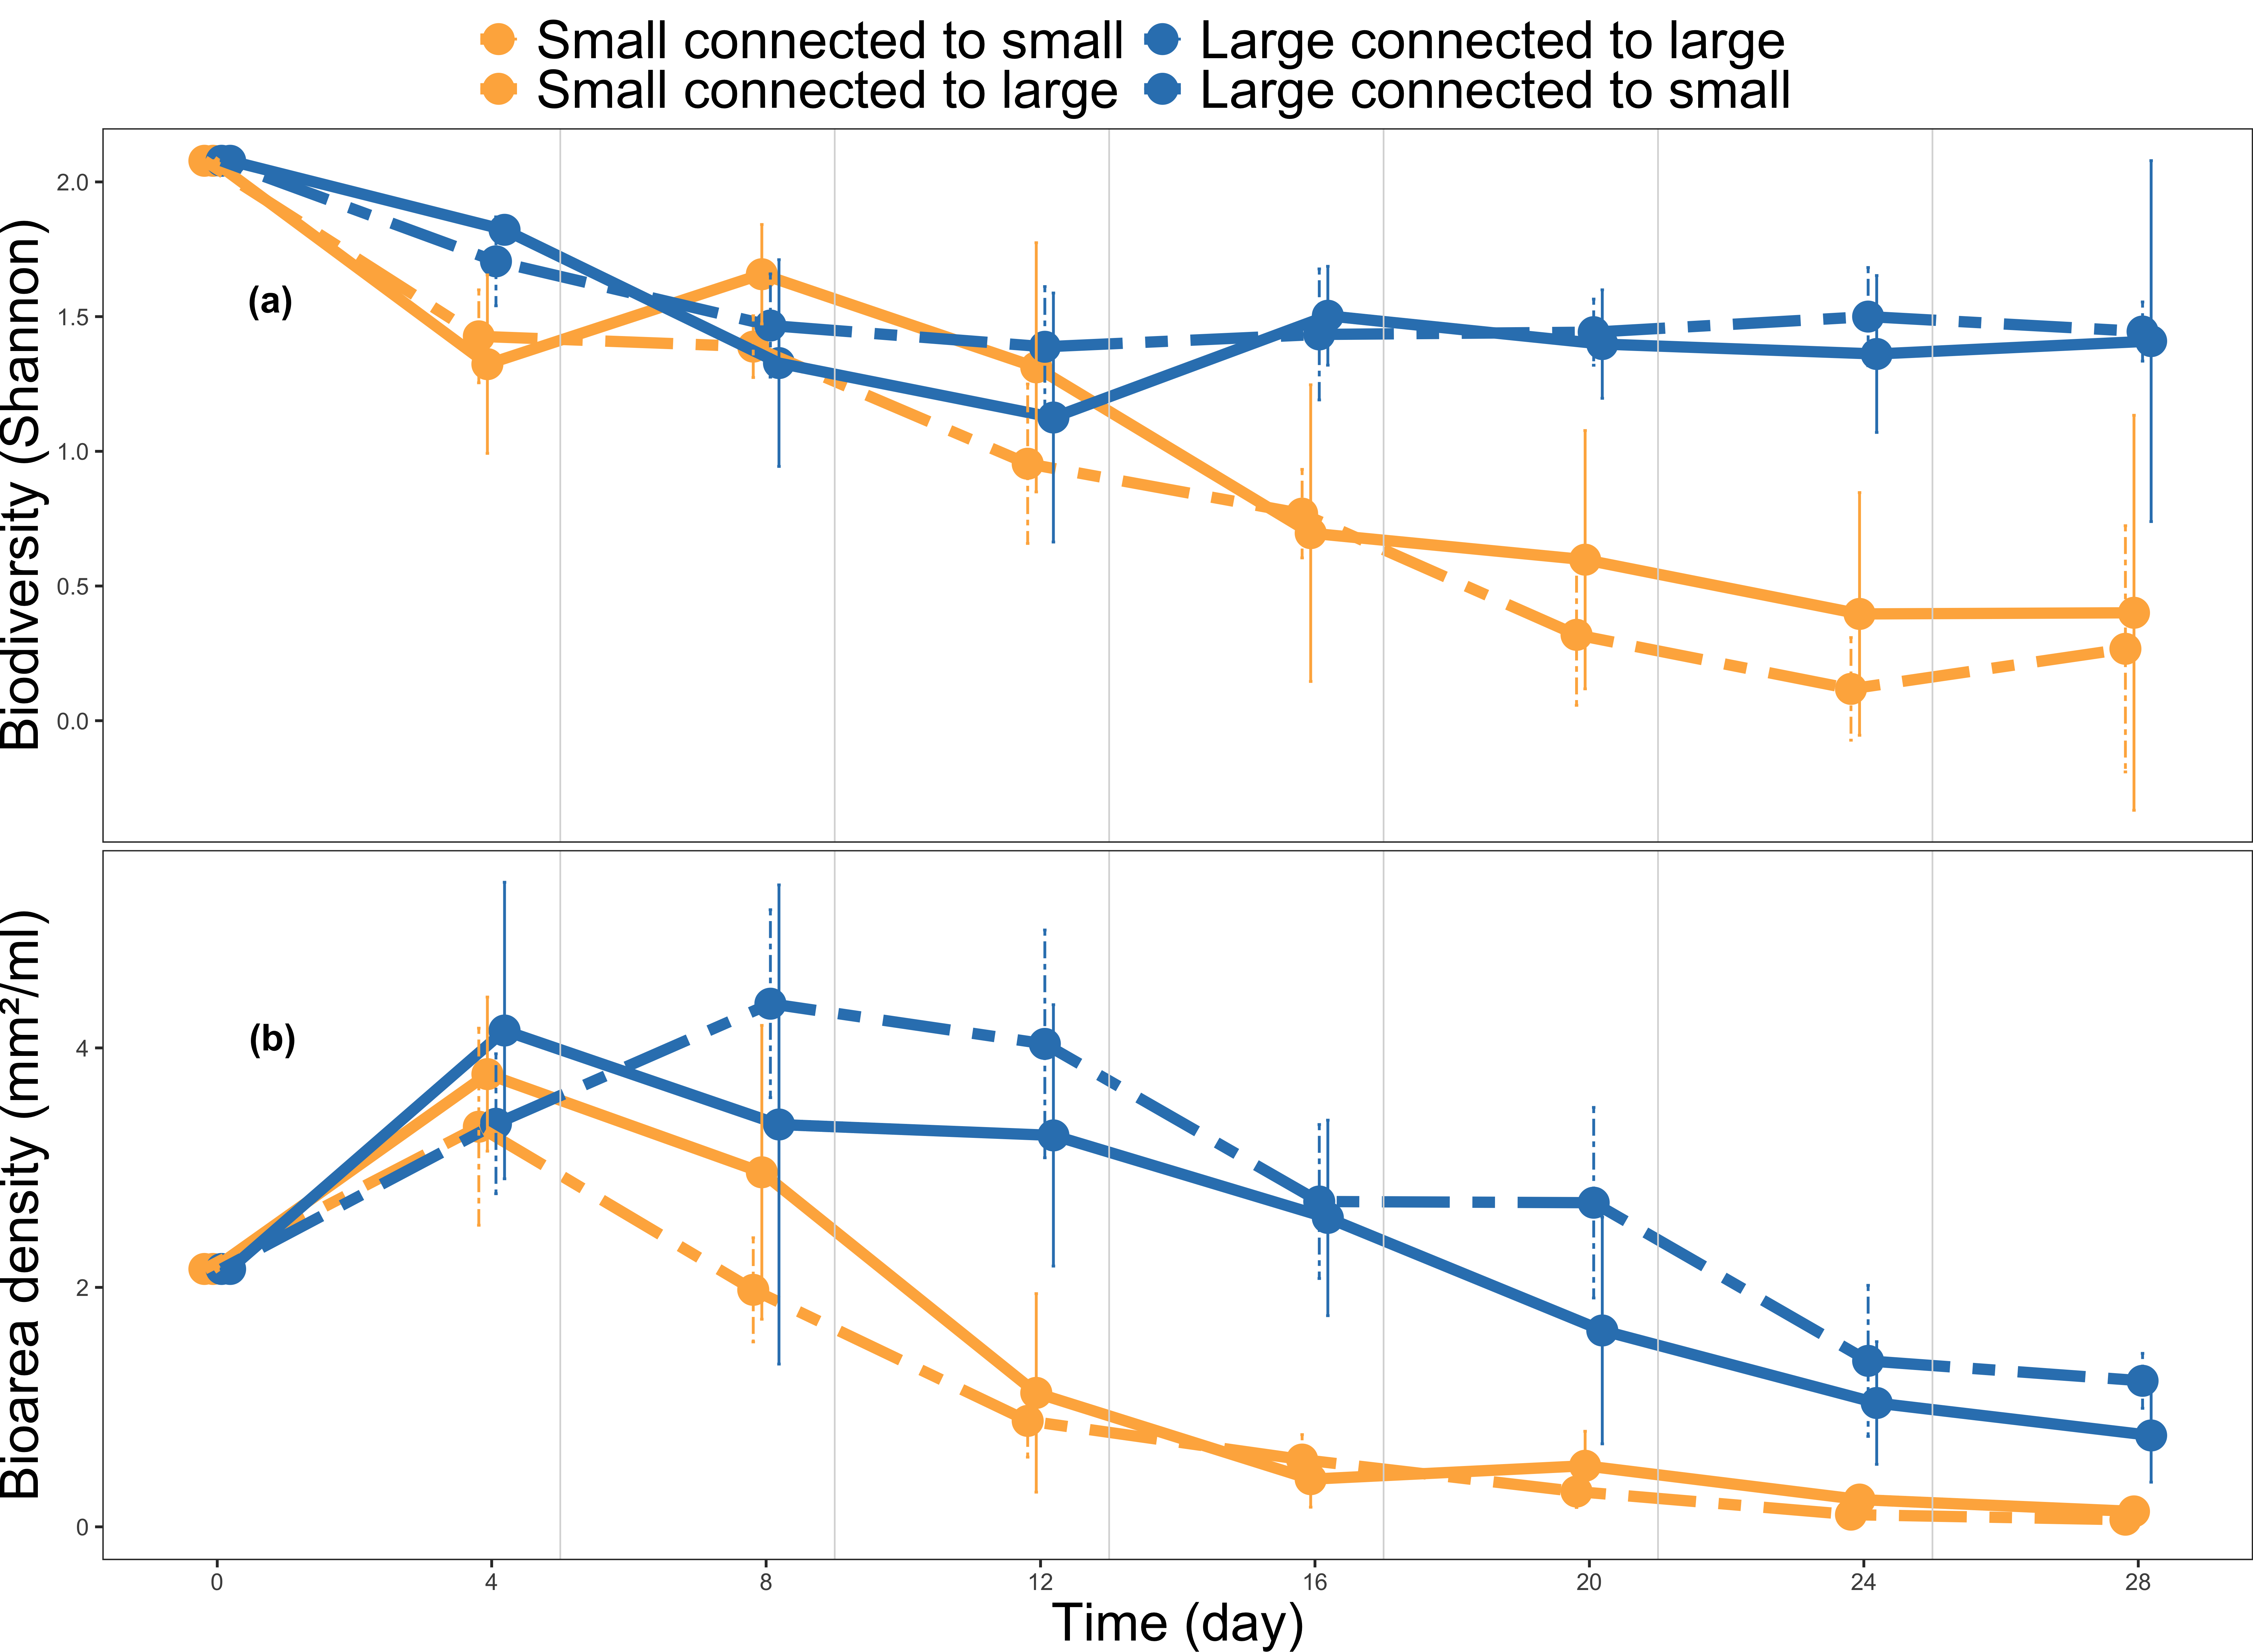 Small connected to small Large connected to large
Small connected to large Large connected to small
Biodiversity (Shannon)
2.0
1.5
1.0
0.5
0.0
(a)
Bioarea density (mm²/ml)
4
2
0
(b)
0 4 8 12 16 20 24 28
Time (day)